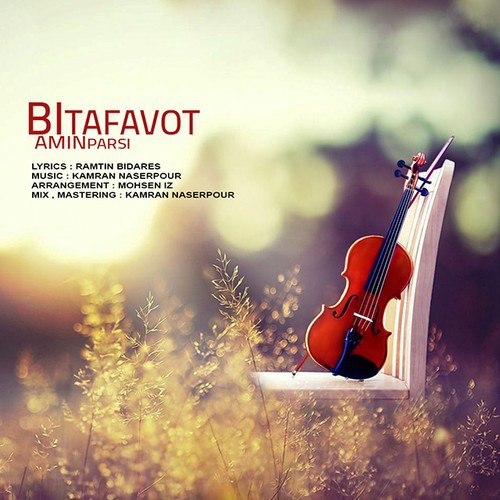 BITAFAVOT
AMINPARSI
LYRICS : RAMTIN BIDARES
MUSIC : KAMRAN NASERPOUR
ARRANGEMENT : MOHSEN IZ
MIX , MASTERING : KAMRAN NASERPOUR